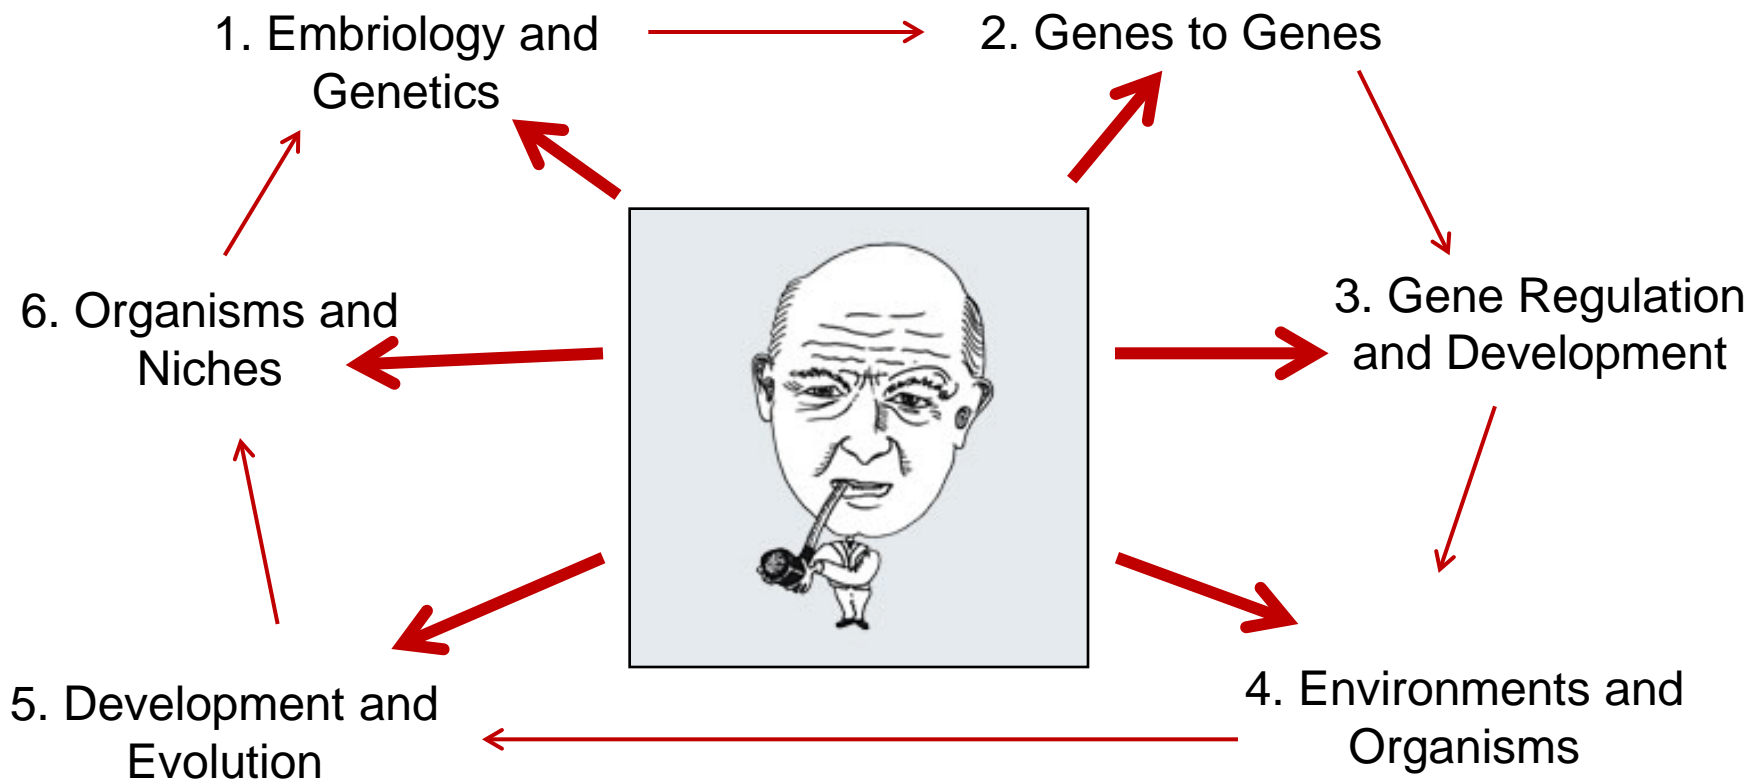 1. Embriology and
Genetics
2. Genes to Genes
3. Gene Regulation
and Development
4. Environments and
Organisms
5. Development and
Evolution
6. Organisms and
Niches